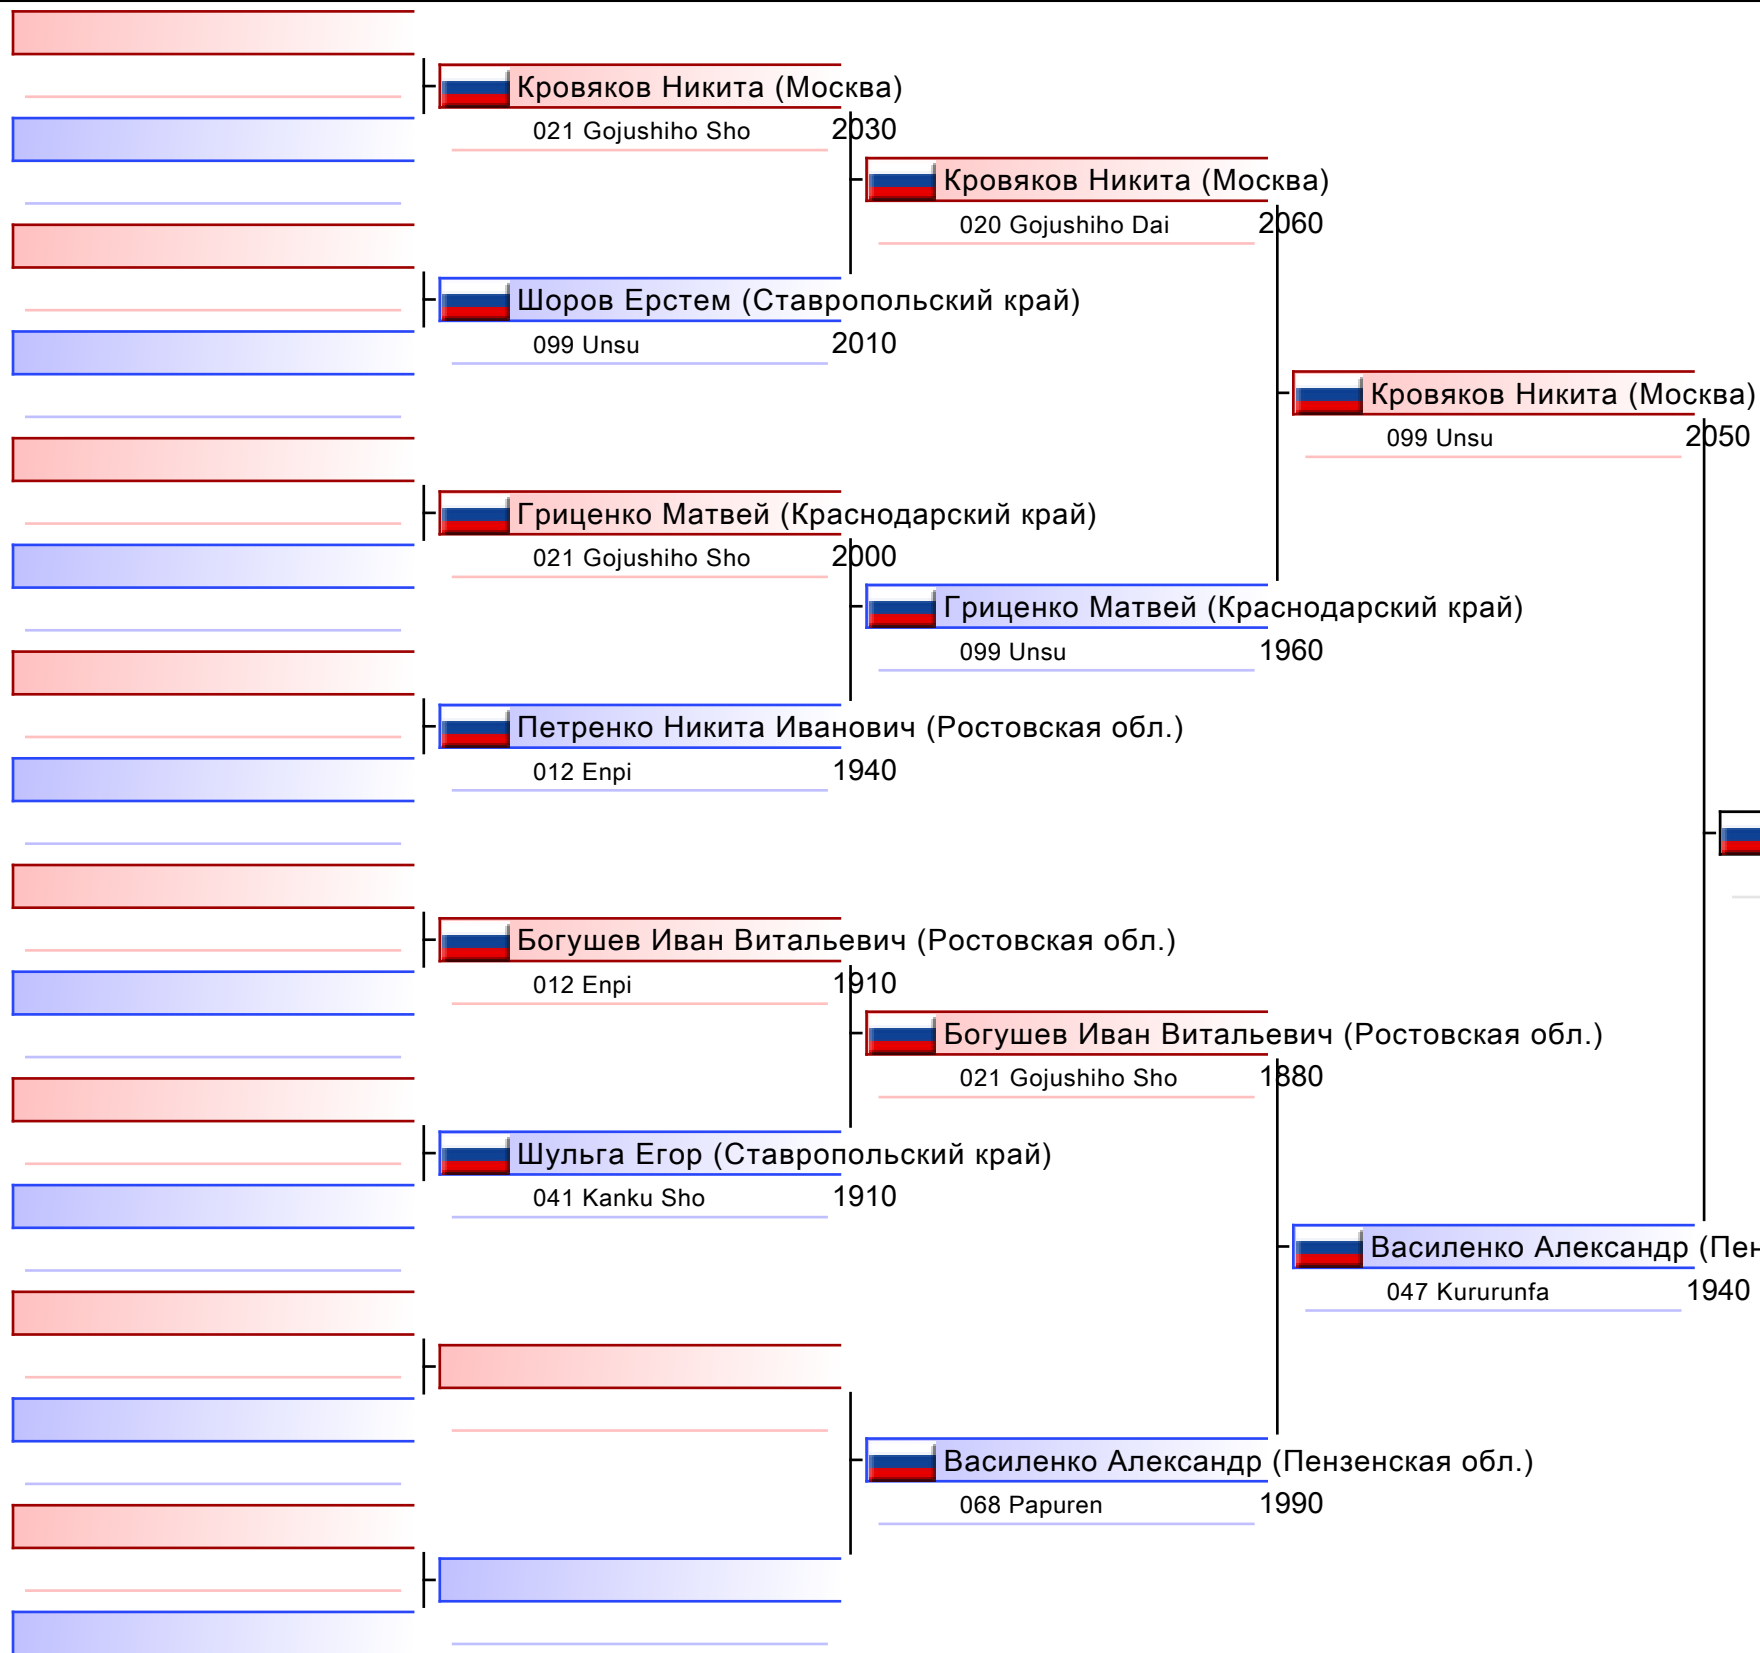 Кровяков Никита (Москва)
021 Gojushiho Sho 2030
Кровяков Никита (Москва)
020 Gojushiho Dai 2060
Шоров Ерстем (Ставропольский край)
099 Unsu 2010
Кровяков Никита (Москва)
099 Unsu 2050
Гриценко Матвей (Краснодарский край)
021 Gojushiho Sho 2000
Гриценко Матвей (Краснодарский край)
099 Unsu 1960
Петренко Никита Иванович (Ростовская обл.)
012 Enpi 1940
Богушев Иван Витальевич (Ростовская обл.)
012 Enpi 1910
Богушев Иван Витальевич (Ростовская обл.)
021 Gojushiho Sho 1880
Шульга Егор (Ставропольский край)
041 Kanku Sho 1910
Василенко Александр (Пен
047 Kururunfa 1940
Василенко Александр (Пензенская обл.)
068 Papuren 1990